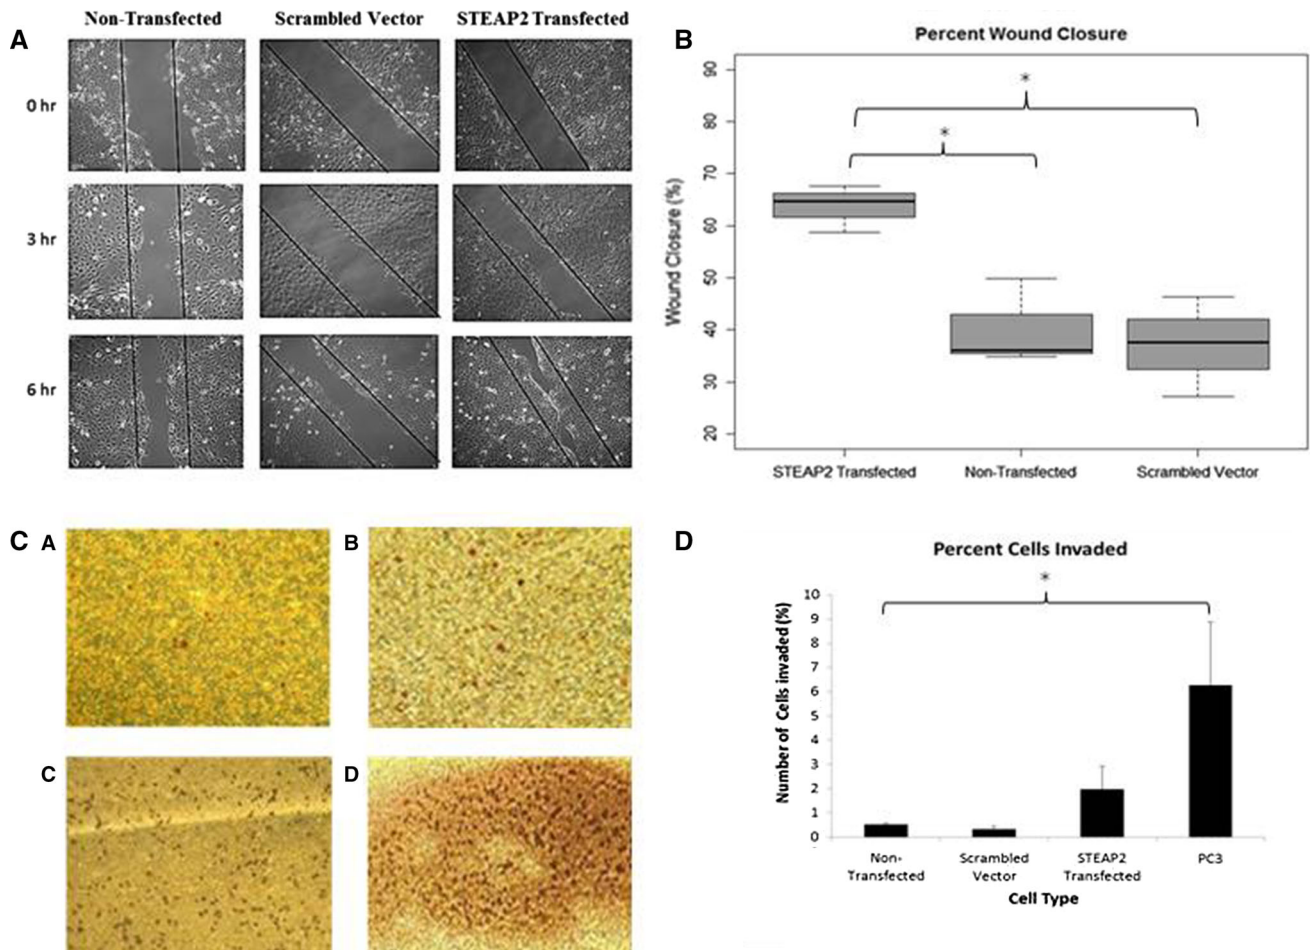 Non-Transfected Scrambled Vector STEAP2 Transfected
A
0 hr
3 hr
6 hr
B
Percent Wound Closure
Wound Closure (%)
90
80
70
60
50
40
30
20
*
*
STEAP2 Transfected Non-Transfected Scrambled Vector
C
A
B
C
D
D
Percent Cells Invaded
*
Number of Cells invaded (%)
10
9
8
7
6
5
4
3
2
1
0
Non-
Transfected
Scrambled
Vector
STEAP2
Transfected
PC3
Cell Type